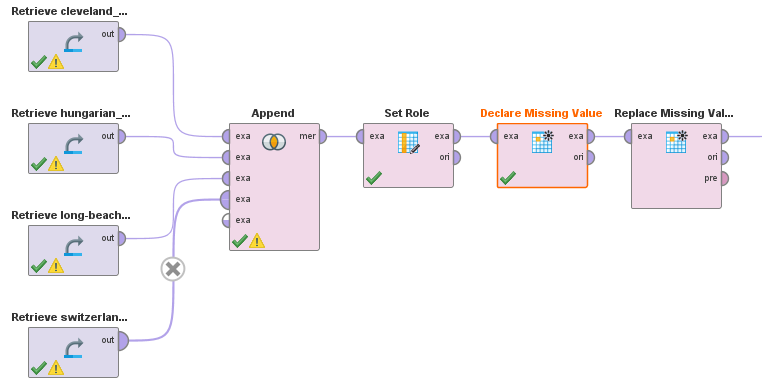 Retrieve cleveland_...
out
Retrieve hungarian_...
out
Retrieve long-beach...
out
Retrieve switzerlan...
out
Append
exa
mer
exa
exa
exa
exa
Set Role
exa
exa
ori
Declare Missing Value
exa
exa
ori
Replace Missing Val...
exa
exa
ori
pre